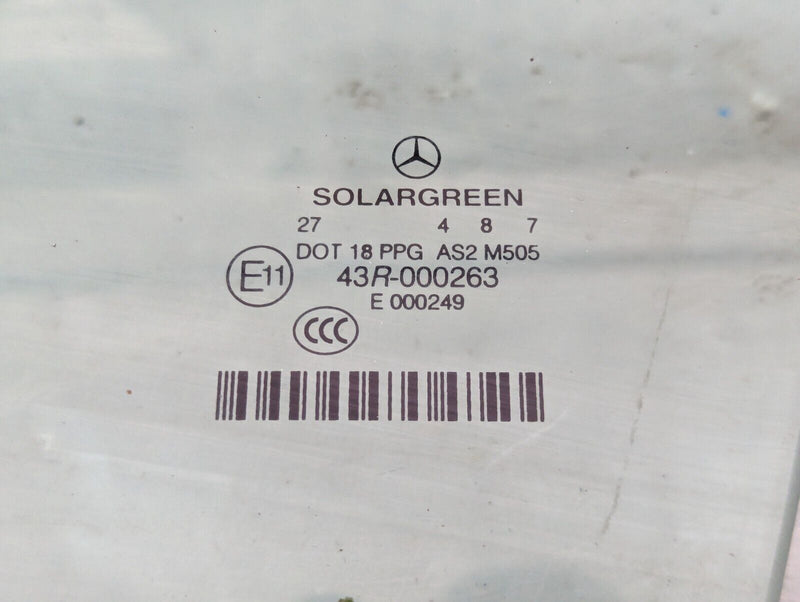 SOLARGREEN
27 4 8 7
DOT 18 PPG AS2 M505
E11
43R-000263
E 000249
CCC